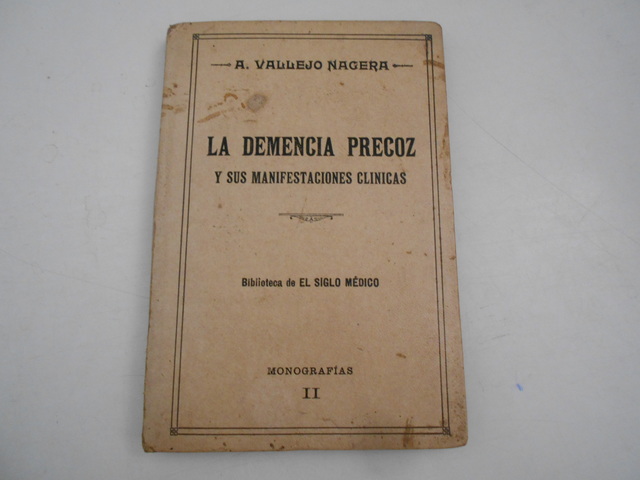 A. VALLEJO NAGERA
LA DEMENCIA PRECOZ
Y SUS MANIFESTACIONES CLINICAS
Biblioteca de EL SIGLO MÉDICO
MONOGRAFÍAS
II